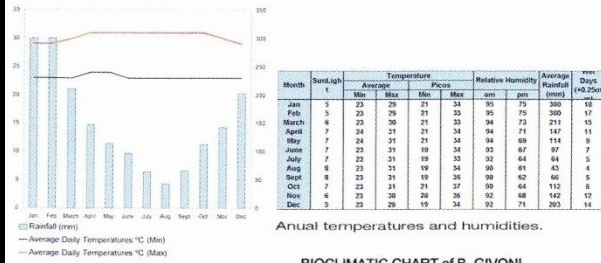 35
30
25
20
15
10
5
0
350
300
250
200
150
100
50
0
Jan Feb March April May June July Aug Sept Oct Nov Dec
Rainfall (mm)
Average Daily Temperatures °C (Min)
Average Daily Temperatures °C (Max)
Month SunLight Temperature Relative Humidity Average Rainfall (mm) Wet Days (+0.25mm)
Average Picos
Min Max Min Max am pm
Jan 5 23 29 21 34 95 75 300 18
Feb 5 23 29 21 34 95 75 300 17
March 6 23 30 21 33 94 73 211 15
April 7 24 31 21 34 94 71 147 11
May 7 24 31 21 34 94 69 114 9
June 7 23 31 19 34 93 67 97 7
July 7 23 31 19 33 92 64 64 5
Aug 8 23 31 19 34 90 61 43 4
Sept 8 23 31 19 36 90 62 66 5
Oct 7 23 31 21 37 90 64 112 8
Nov 6 23 30 20 36 92 68 142 12
Dec 5 23 29 19 34 92 71 203 14
Anual temperatures and humidities.
BIOCLIMATIC CHART of B. GIVONI